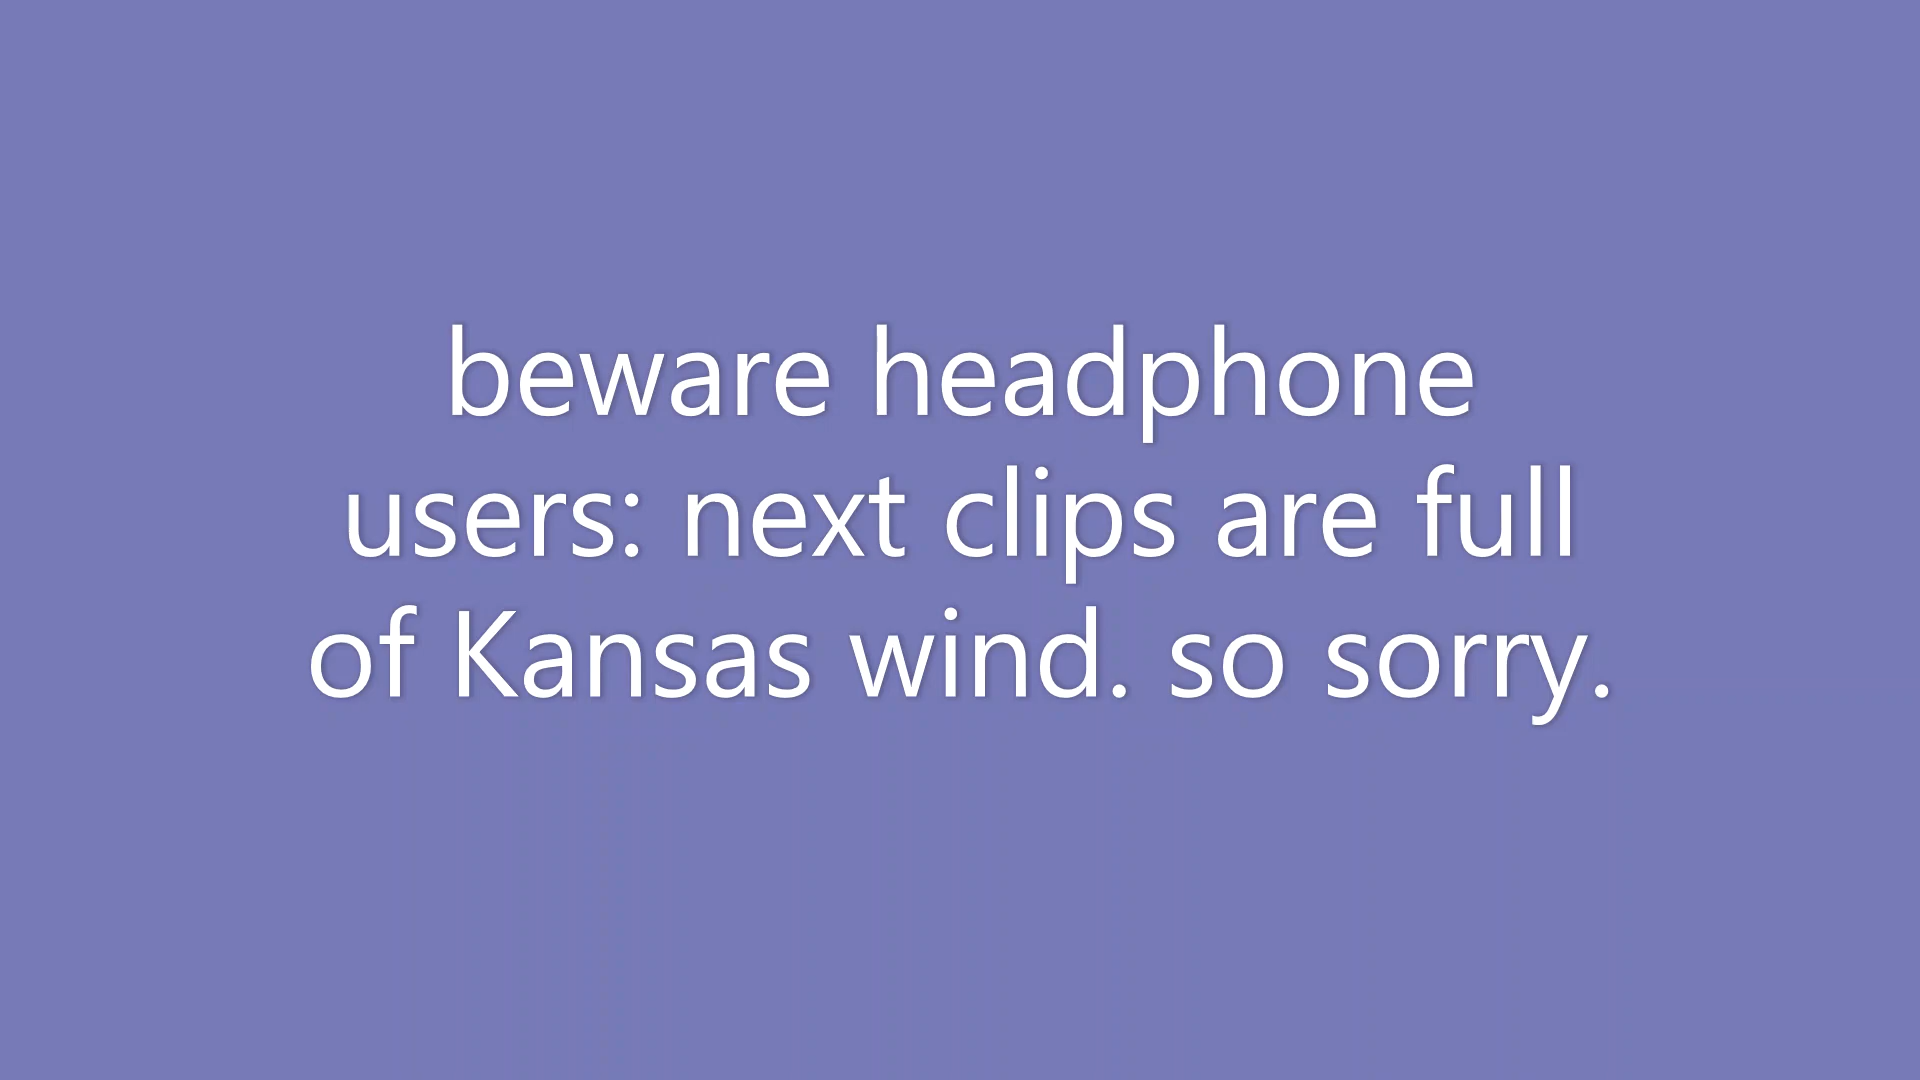 beware headphone
users: next clips are full
of Kansas wind. so sorry.